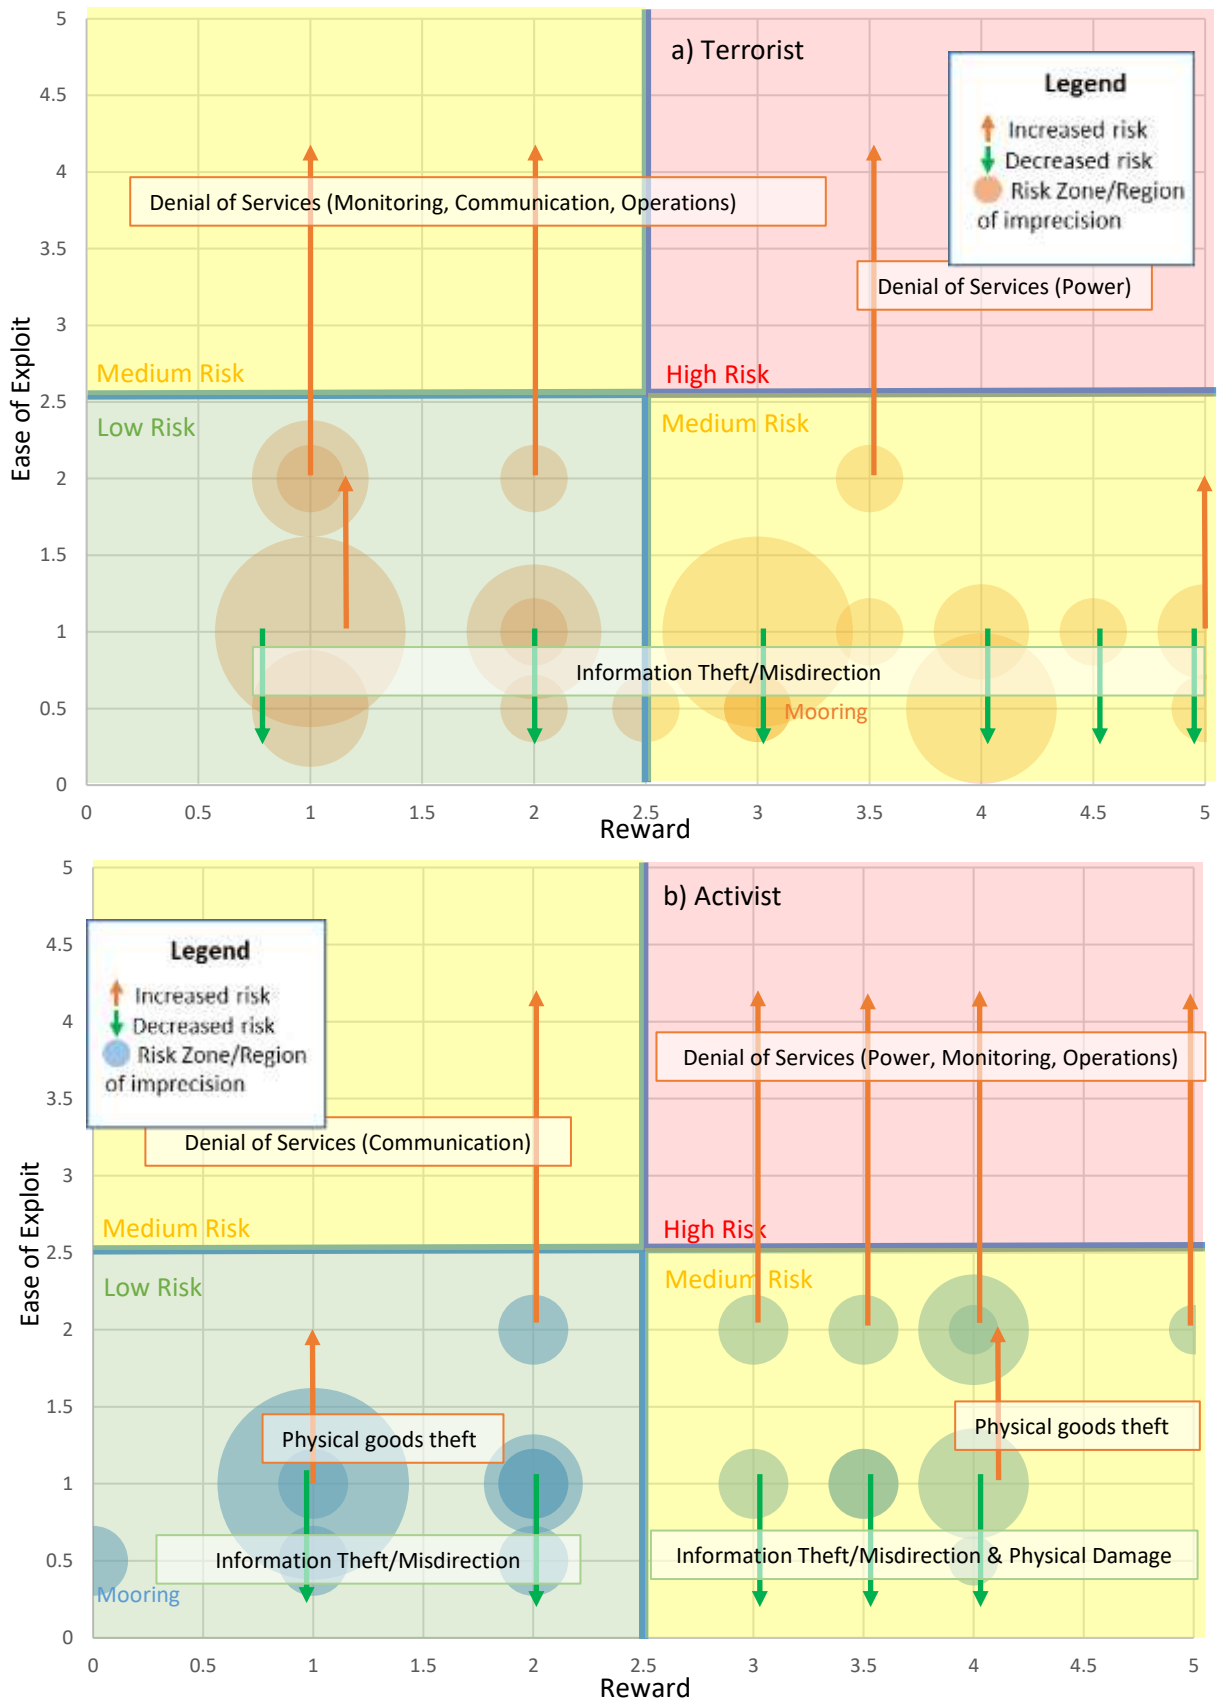 a) Terrorist
Legend
Increased risk
Decreased risk
Risk Zone/Region
of imprecision
Denial of Services (Monitoring, Communication, Operations)
Denial of Services (Power)
Medium Risk
High Risk
Low Risk
Medium Risk
Information Theft/Misdirection
Mooring
Ease of Exploit
5
4.5
4
3.5
3
2.5
2
1.5
1
0.5
0
0 0.5 1 1.5 2 2.5 3 3.5 4 4.5 5
Reward
b) Activist
Legend
Increased risk
Decreased risk
Risk Zone/Region
of imprecision
Denial of Services (Power, Monitoring, Operations)
Denial of Services (Communication)
Medium Risk
High Risk
Low Risk
Medium Risk
Physical goods theft
Physical goods theft
Information Theft/Misdirection
Information Theft/Misdirection & Physical Damage
Mooring
Ease of Exploit
5
4.5
4
3.5
3
2.5
2
1.5
1
0.5
0
0 0.5 1 1.5 2 2.5 3 3.5 4 4.5 5
Reward